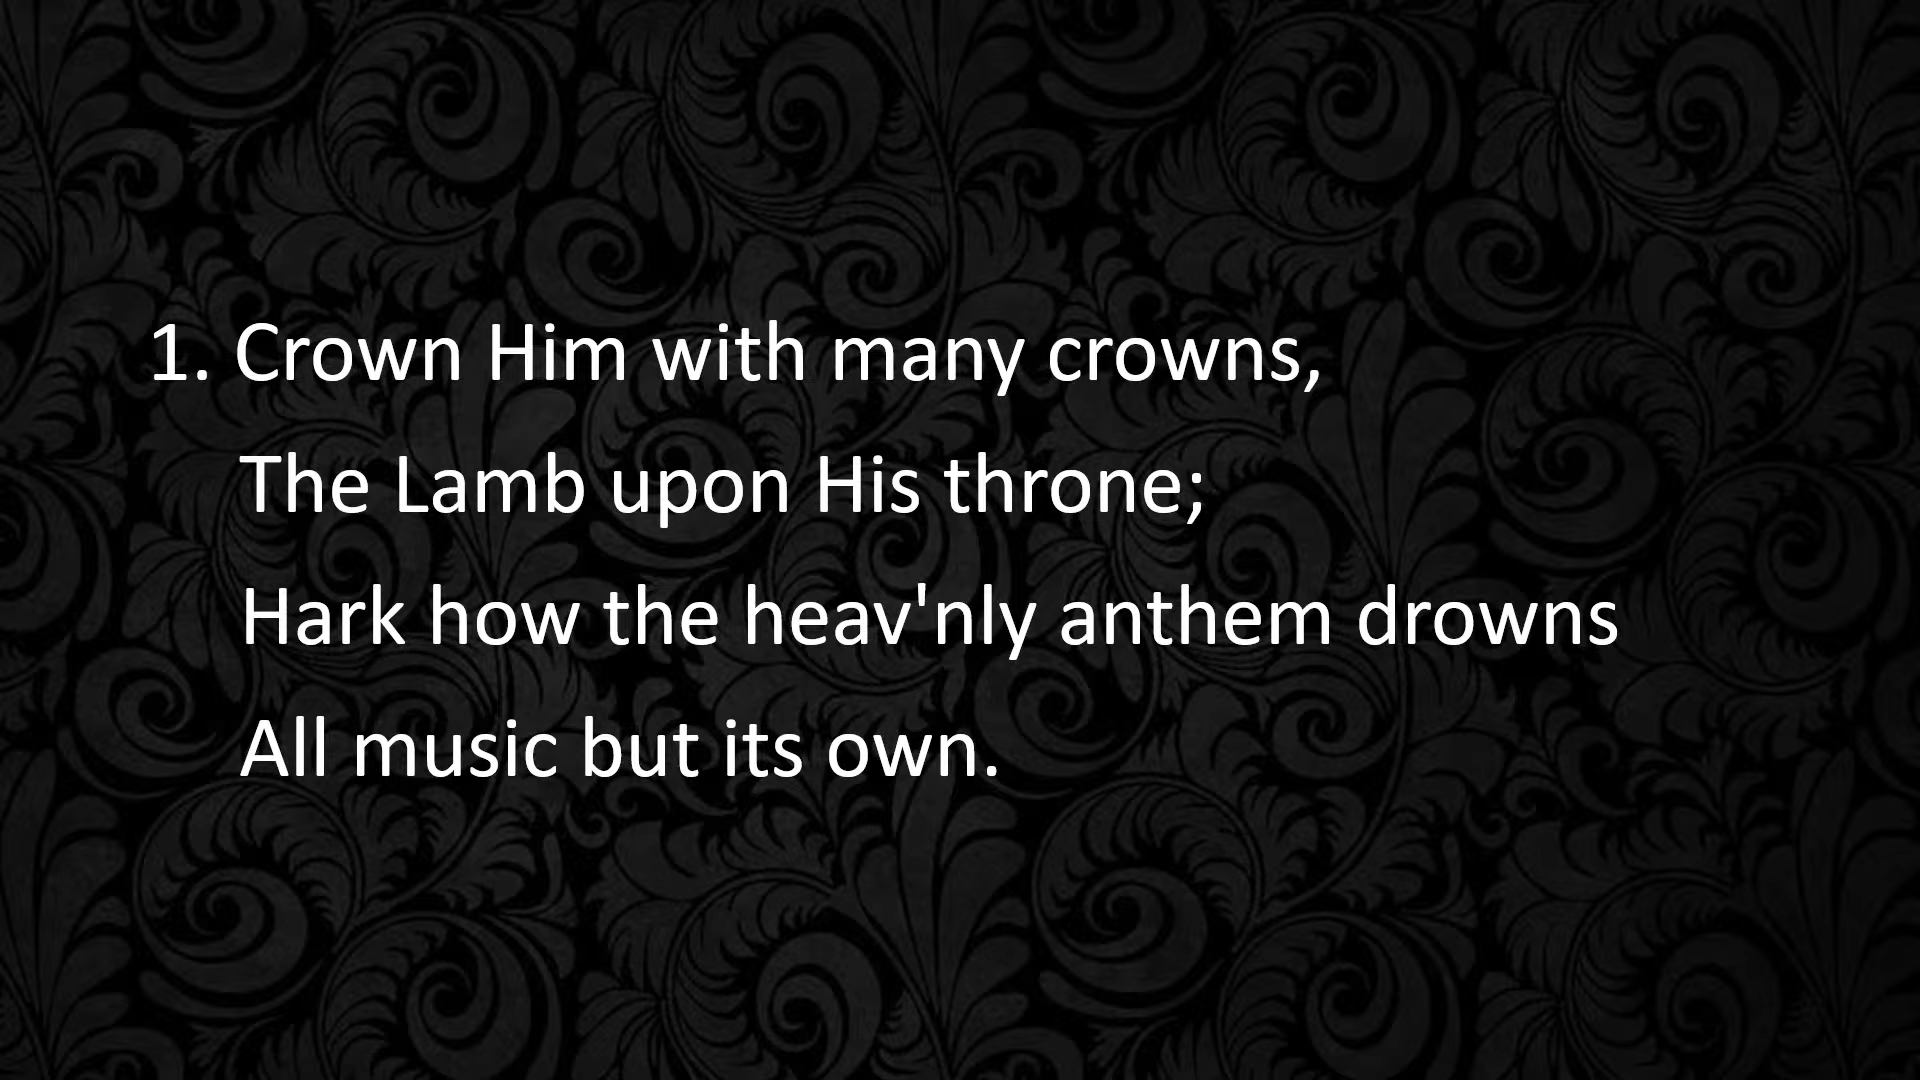 1. Crown Him with many crowns,
The Lamb upon His throne;
Hark how the heav'nly anthem drowns
All music but its own.